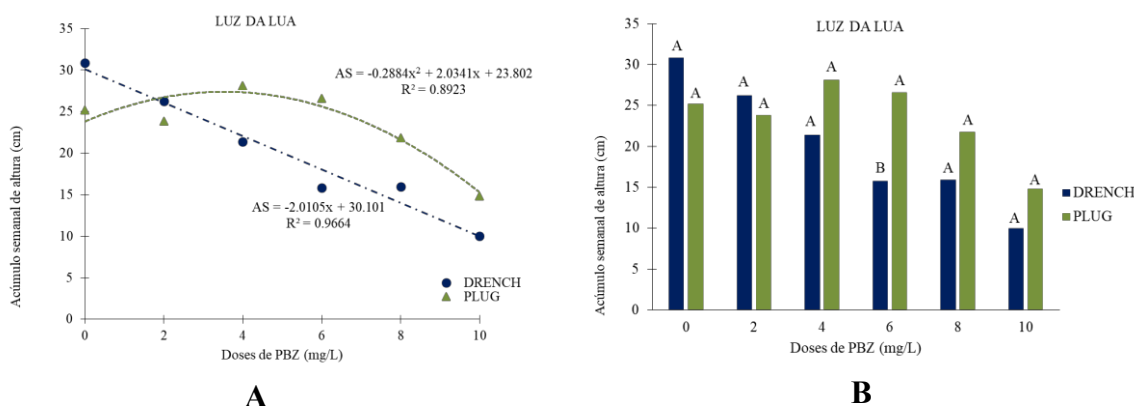 LUZ DA LUA
35
30
25
20
15
10
5
0
Acúmulo semanal de altura (cm)
AS = -0.2884x² + 2.0341x + 23.802
R² = 0.8923
AS = -2.0105x + 30.101
R² = 0.9664
DRENCH
PLUG
0 2 4 6 8 10
Doses de PBZ (mg/L)
A
LUZ DA LUA
35
30
25
20
15
10
5
0
Acúmulo semanal de altura (cm)
A A A A A A B A A A A A
DRENCH
PLUG
0 2 4 6 8 10
Doses de PBZ (mg/L)
B